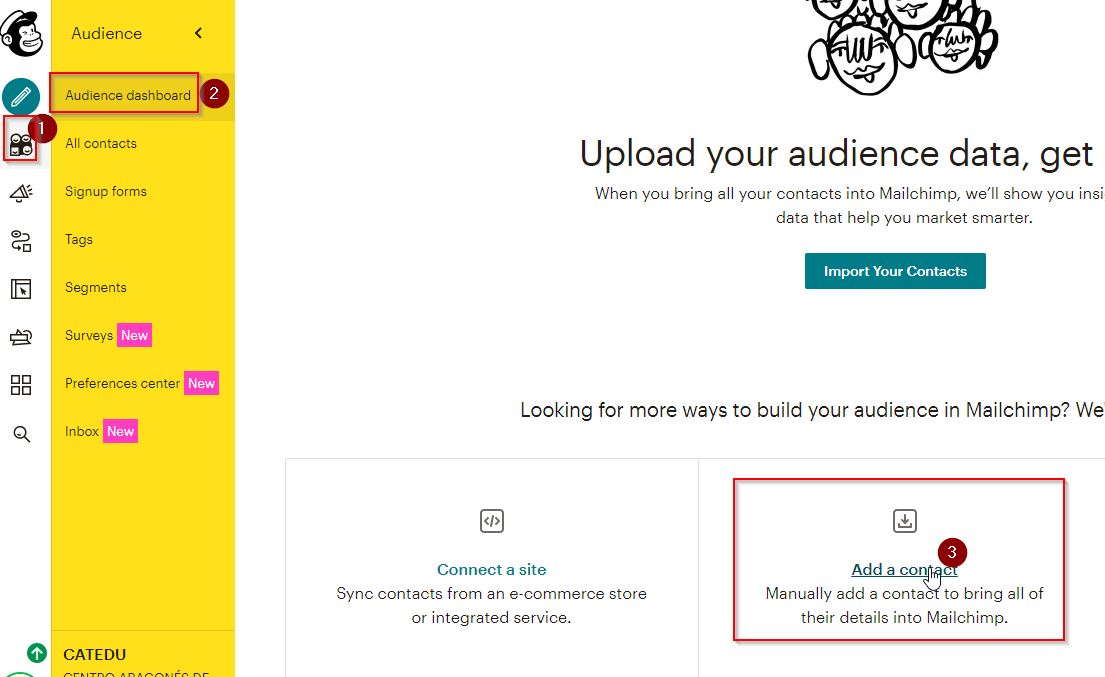 Audience
Audience dashboard
2
1
All contacts
Signup forms
Tags
Segments
Surveys New
Preferences center New
Inbox New
CATEDU
CENTRO ARAGONÉS DE
Upload your audience data, get
When you bring all your contacts into Mailchimp, we'll show you insi
data that help you market smarter.
Import Your Contacts
Looking for more ways to build your audience in Mailchimp? We'
Connect a site
Sync contacts from an e-commerce store
or integrated service.
3
Add a contact
Manually add a contact to bring all of
their details into Mailchimp.